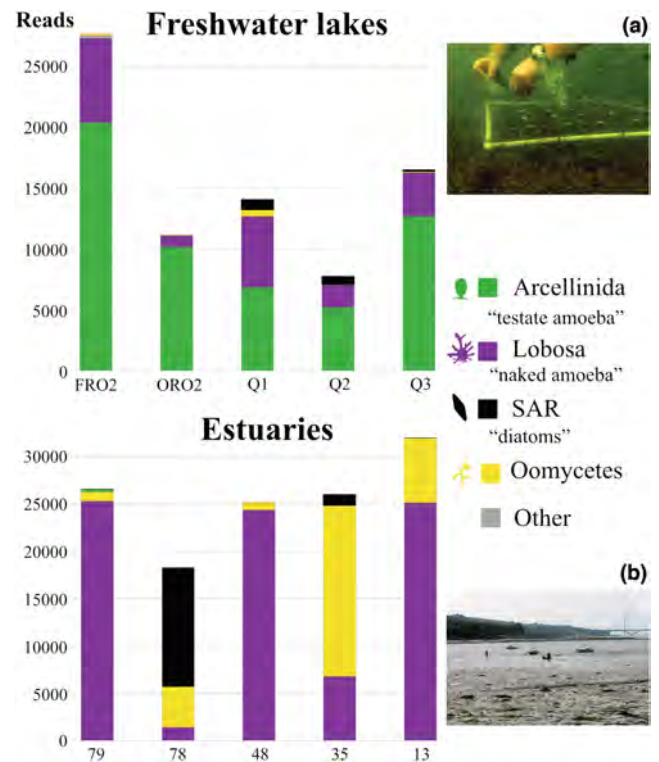 Reads
Freshwater lakes
(a)
25000
20000
15000
10000
5000
0
FRO2 ORO2 Q1 Q2 Q3
Arcellinida
“testate amoeba”
Lobosa
“naked amoeba”
SAR
“diatoms”
Oomycetes
Other
Estuaries
30000
25000
20000
15000
10000
5000
0
79 78 48 35 13
(b)